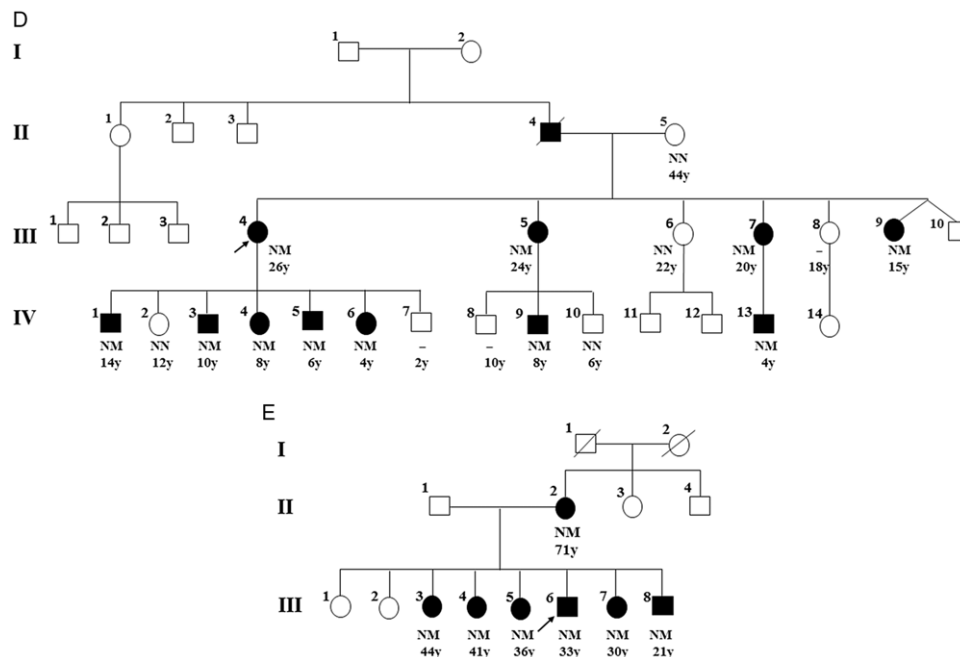 D
I
1 2
II
1 2 3 4 5
NN
44y
III
1 2 3 4 5 6 7 8 9 10
NM NM NN NM – NM
26y 24y 22y 20y 18y 15y
IV
1 2 3 4 5 6 7 8 9 10 11 12 13 14
NM NN NM NM NM NM – – NM NN NM
14y 12y 10y 8y 6y 4y 2y 10y 8y 6y 4y
E
I
1 2
II
1 2 3 4
NM
71y
III
1 2 3 4 5 6 7 8
NM NM NM NM NM NM
44y 41y 36y 33y 30y 21y